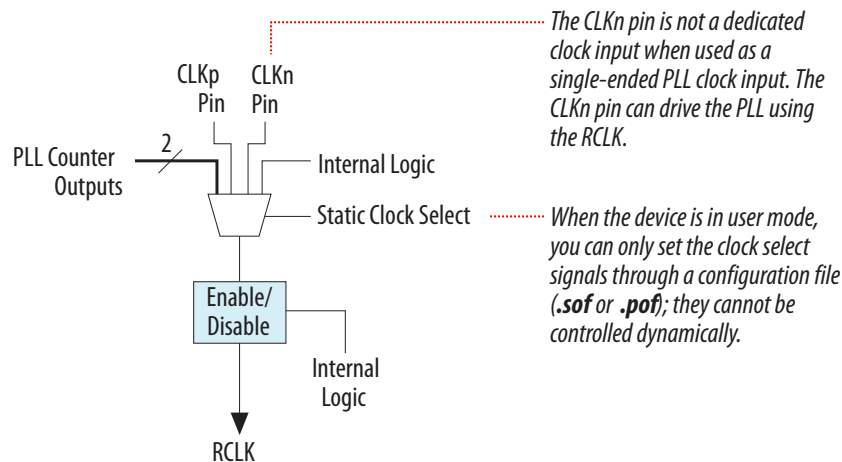 The CLKn pin is not a dedicated
clock input when used as a
single-ended PLL clock input. The
CLKn pin can drive the PLL using
the RCLK.
CLKp
Pin
CLKn
Pin
2
PLL Counter
Outputs
Internal Logic
Static Clock Select
When the device is in user mode,
you can only set the clock select
signals through a configuration file
(.sof or .pof); they cannot be
controlled dynamically.
Enable/
Disable
Internal
Logic
RCLK